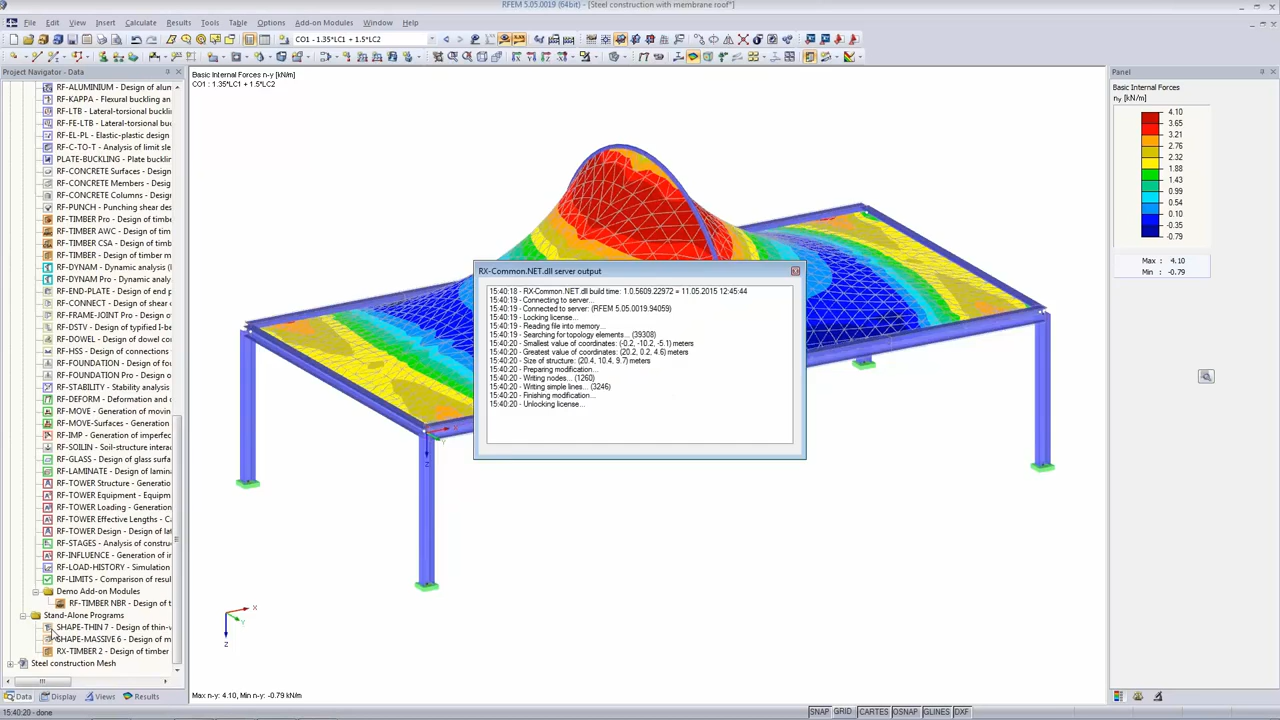 RFEM 5.05.0019 (64bit) - [Steel construction with membrane roof*]
File Edit View Insert Calculate Results Tools Table Options Add-on Modules Window Help
CO1 - 1.35*LC1 + 1.5*LC2
Project Navigator - Data
RF-ALUMINIUM - Design of alun
RF-KAPPA - Flexural buckling an
RF-LTB - Lateral-torsional buckli
RF-FE-LTB - Lateral-torsional bu
RF-EL-PL - Elastic-plastic design
RF-C-TO-T - Analysis of limit sle
PLATE-BUCKLING - Plate bucklin
RF-CONCRETE Surfaces - Design
RF-CONCRETE Members - Design
RF-CONCRETE Columns - Design
RF-PUNCH - Punching shear des
RF-TIMBER Pro - Design of timbe
RF-TIMBER AWC - Design of tim
RF-TIMBER CSA - Design of timb
RF-TIMBER - Design of timber m
RF-DYNAM - Dynamic analysis (
RF-DYNAM Pro - Dynamic analy
RF-END-PLATE - Design of end p
RF-CONNECT - Design of shear c
RF-FRAME-JOINT Pro - Design o
RF-DSTV - Design of typified I-be
RF-DOWEL - Design of dowel co
RF-HSS - Design of connections
RF-FOUNDATION - Design of fou
RF-FOUNDATION Pro - Design o
RF-STABILITY - Stability analysis
RF-DEFORM - Deformation and
RF-MOVE - Generation of movin
RF-MOVE-Surfaces - Generation
RF-IMP - Generation of imperfec
RF-SOILIN - Soil-structure interac
RF-GLASS - Design of glass surfa
RF-LAMINATE - Design of lamin
RF-TOWER Structure - Generation
RF-TOWER Equipment - Equipm
RF-TOWER Loading - Generation
RF-TOWER Effective Lengths - Ca
RF-TOWER Design - Design of lat
RF-STAGES - Analysis of constru
RF-INFLUENCE - Generation of in
RF-LOAD-HISTORY - Simulation
RF-LIMITS - Comparison of resul
Demo Add-on Modules
RF-TIMBER NBR - Design of t
Stand-Alone Programs
SHAPE-THIN 7 - Design of thin-w
SHAPE-MASSIVE 6 - Design of m
RX-TIMBER 2 - Design of timber
Steel construction Mesh
Data Display Views Results
Basic Internal Forces n-y [kN/m]
CO1 : 1.35*LC1 + 1.5*LC2
RX-Common.NET.dll server output
15:40:18 - RX-Common.NET.dll build time: 1.0.5609.22972 = 11.05.2015 12:45:44
15:40:19 - Connecting to server...
15:40:19 - Connected to server: (RFEM 5.05.0019.94059)
15:40:19 - Locking license...
15:40:19 - Reading file into memory...
15:40:19 - Searching for topology elements... (39308)
15:40:20 - Smallest value of coordinates: (-0.2, -10.2, -5.1) meters
15:40:20 - Greatest value of coordinates: (20.2, 0.2, 4.6) meters
15:40:20 - Size of structure: (20.4, 10.4, 9.7) meters
15:40:20 - Preparing modification...
15:40:20 - Writing nodes... (1260)
15:40:20 - Writing simple lines... (3246)
15:40:20 - Finishing modification...
15:40:20 - Unlocking license...
X
Y
Z
X
Y
Z
Max n-y: 4.10, Min n-y: -0.79 kN/m
Panel
Basic Internal Forces
ny [kN/m]
4.10
3.65
3.21
2.76
2.32
1.88
1.43
0.99
0.54
0.10
-0.35
-0.79
Max : 4.10
Min : -0.79
15:40:20 - done
SNAP GRID CARTES OSNAP GLINES DXF